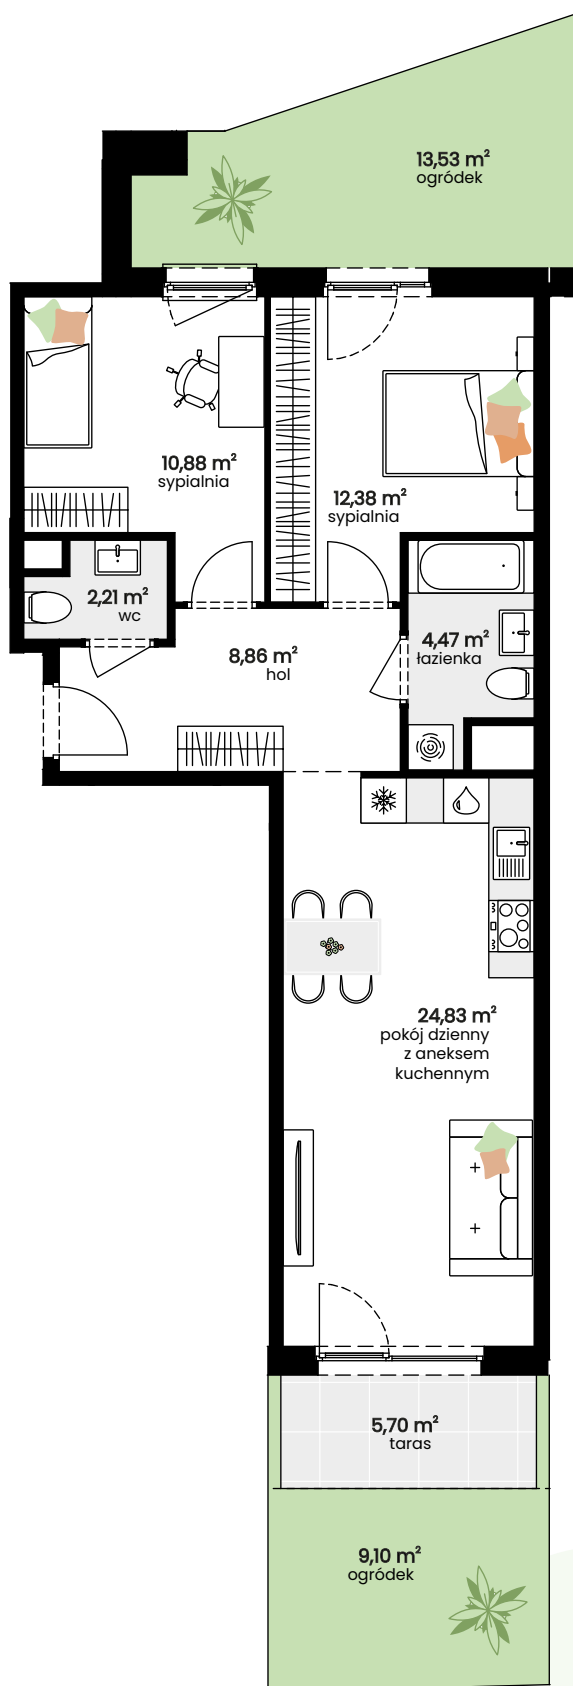 13,53 m²
ogródek
10,88 m²
sypialnia
12,38 m²
sypialnia
2,21 m²
wc
4,47 m²
łazienka
8,86 m²
hol
24,83 m²
pokój dzienny
z aneksem
kuchennym
5,70 m²
taras
9,10 m²
ogródek